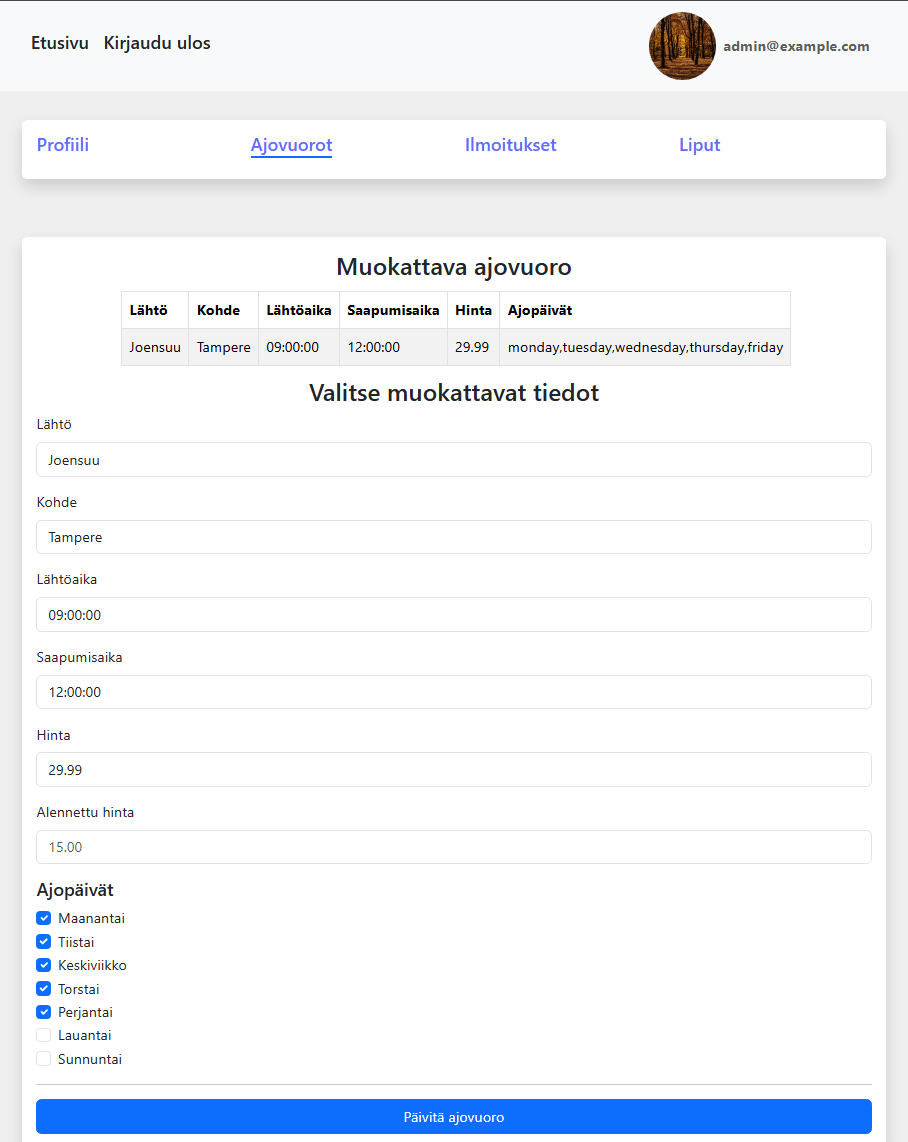 Etusivu Kirjaudu ulos admin@example.com
Profiili Ajovuorot Ilmoitukset Liput
Muokattava ajovuoro
Lähtö Kohde Lähtöaika Saapumisaika Hinta Ajopäivät
Joensuu Tampere 09:00:00 12:00:00 29.99 monday,tuesday,wednesday,thursday,friday
Valitse muokattavat tiedot
Lähtö
Joensuu
Kohde
Tampere
Lähtöaika
09:00:00
Saapumisaika
12:00:00
Hinta
29.99
Alennettu hinta
15.00
Ajopäivät
Maanantai
Tiistai
Keskiviikko
Torstai
Perjantai
Lauantai
Sunnuntai
Päivitä ajovuoro